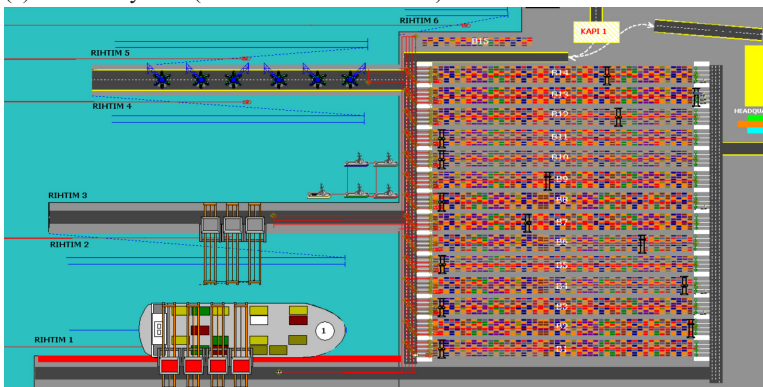 RIHTIM 6
B15
KAPI 1
RIHTIM 5
B14
B13
B12
HEADQUA
RIHTIM 4
B11
B10
B9
RIHTIM 3
B8
B7
RIHTIM 2
B6
B5
B4
B3
1
B2
RIHTIM 1
B1